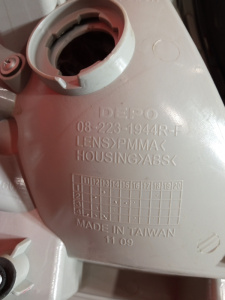 DEPO
08-223-1944R-F
LENS>PMMA<
HOUSING>ABS<
MADE IN TAIWAN
11 09